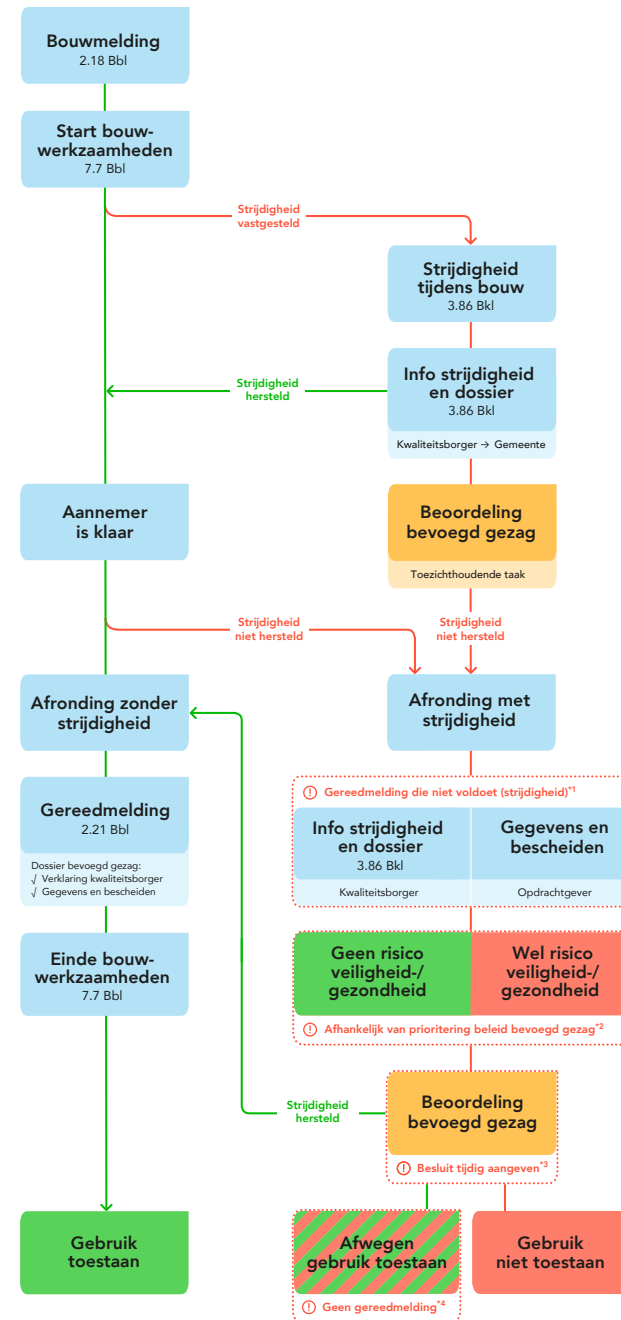 Bouwmelding
2.18 Bbl
Start bouw-
werkzaamheden
7.7 Bbl
Strijdigheid
vastgesteld
Strijdigheid
tijdens bouw
3.86 Bkl
Info strijdigheid
en dossier
3.86 Bkl
Kwaliteitsborger → Gemeente
Strijdigheid
hersteld
Aannemer
is klaar
Beoordeling
bevoegd gezag
Toezichthoudende taak
Strijdigheid
niet hersteld
Strijdigheid
niet hersteld
Afronding zonder
strijdigheid
Afronding met
strijdigheid
Gereedmelding
2.21 Bbl
Dossier bevoegd gezag:
√ Verklaring kwaliteitsborger
√ Gegevens en bescheiden
Gereedmelding die niet voldoet (strijdigheid)*1
Info strijdigheid
en dossier
3.86 Bkl
Kwaliteitsborger
Gegevens en
bescheiden
Opdrachtgever
Einde bouw-
werkzaamheden
7.7 Bbl
Geen risico
veiligheid-/
gezondheid
Wel risico
veiligheid-/
gezondheid
Afhankelijk van prioritering beleid bevoegd gezag*2
Strijdigheid
hersteld
Beoordeling
bevoegd gezag
Besluit tijdig aangeven*3
Gebruik
toestaan
Afwegen
gebruik toestaan
Geen gereedmelding*4
Gebruik
niet toestaan